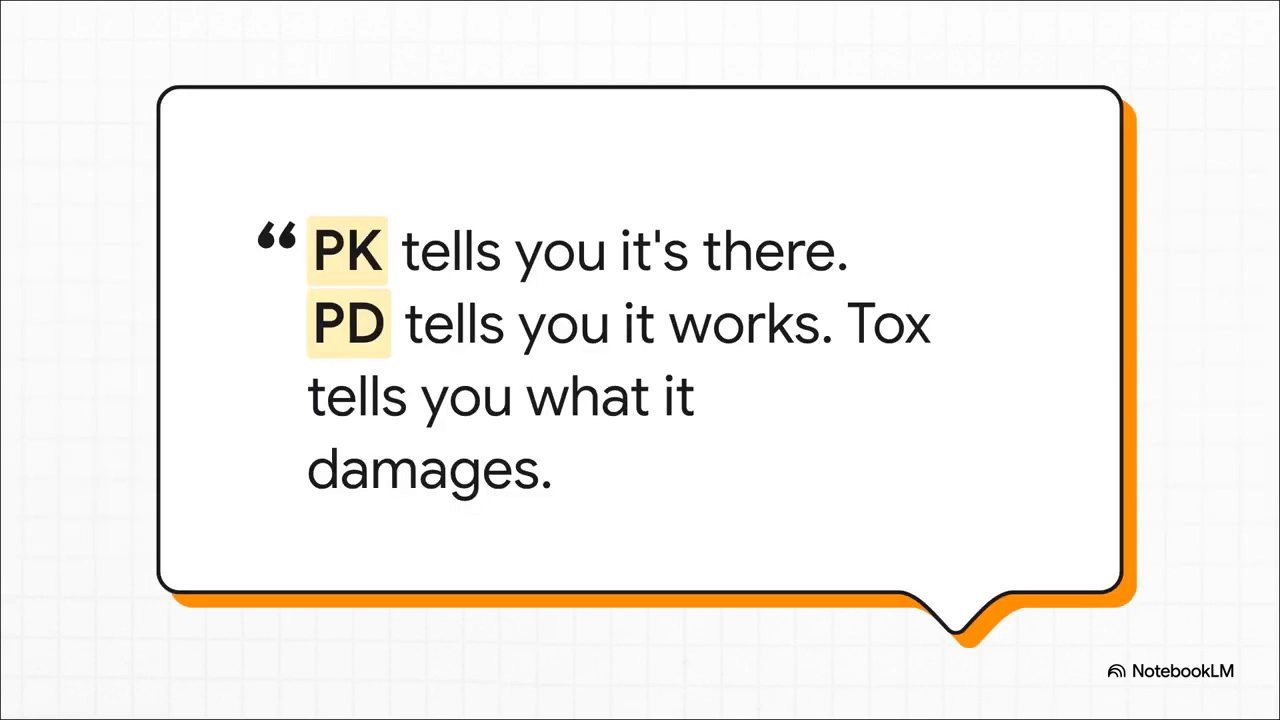 “ PK tells you it's there.
PD tells you it works. Tox
tells you what it
damages.
NotebookLM